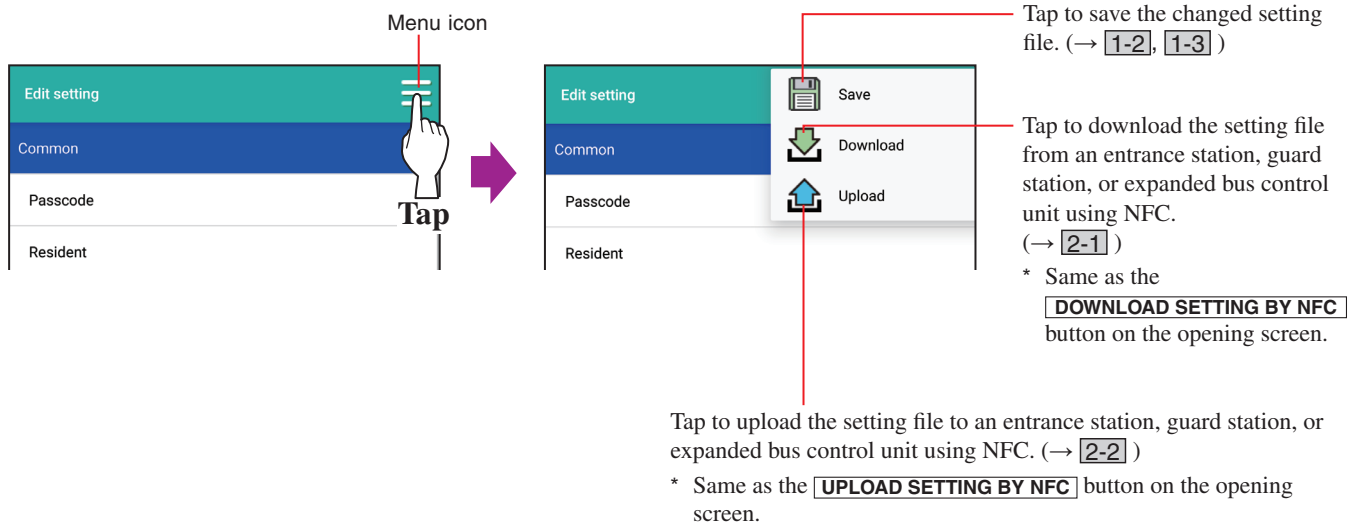 Menu icon
Edit setting
Common
Passcode
Resident
Tap
Edit setting
Common
Passcode
Resident
Save
Download
Upload
Tap to save the changed setting
file. (→ 1-2, 1-3 )
Tap to download the setting file
from an entrance station, guard
station, or expanded bus control
unit using NFC.
(→ 2-1 )
* Same as the
DOWNLOAD SETTING BY NFC
button on the opening screen.
Tap to upload the setting file to an entrance station, guard station, or
expanded bus control unit using NFC. (→ 2-2 )
* Same as the UPLOAD SETTING BY NFC button on the opening
screen.